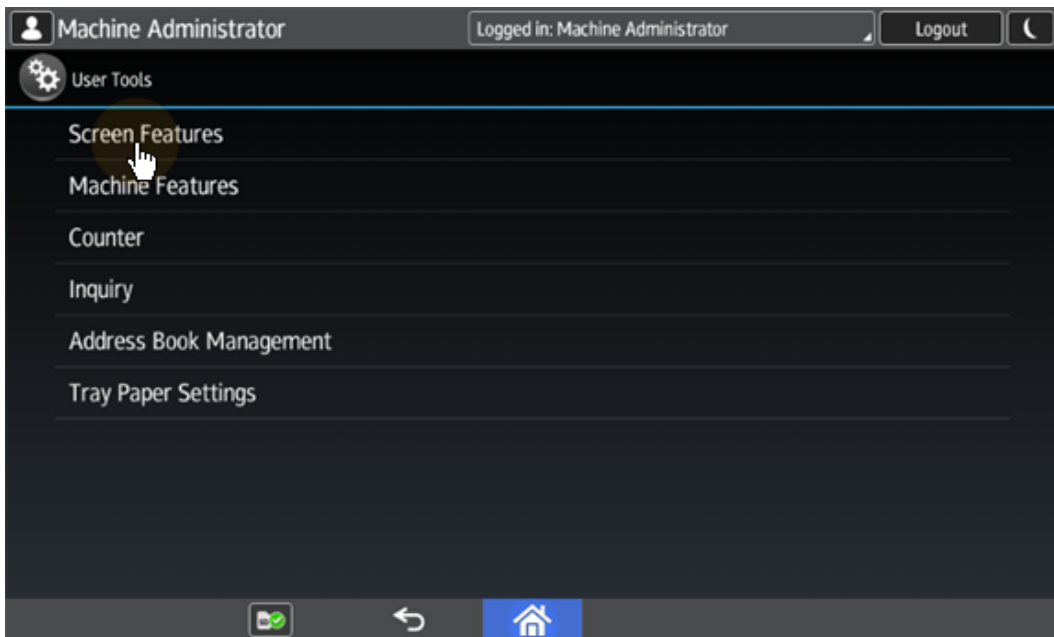 Machine Administrator Logged in: Machine Administrator Logout
User Tools
Screen Features
Machine Features
Counter
Inquiry
Address Book Management
Tray Paper Settings